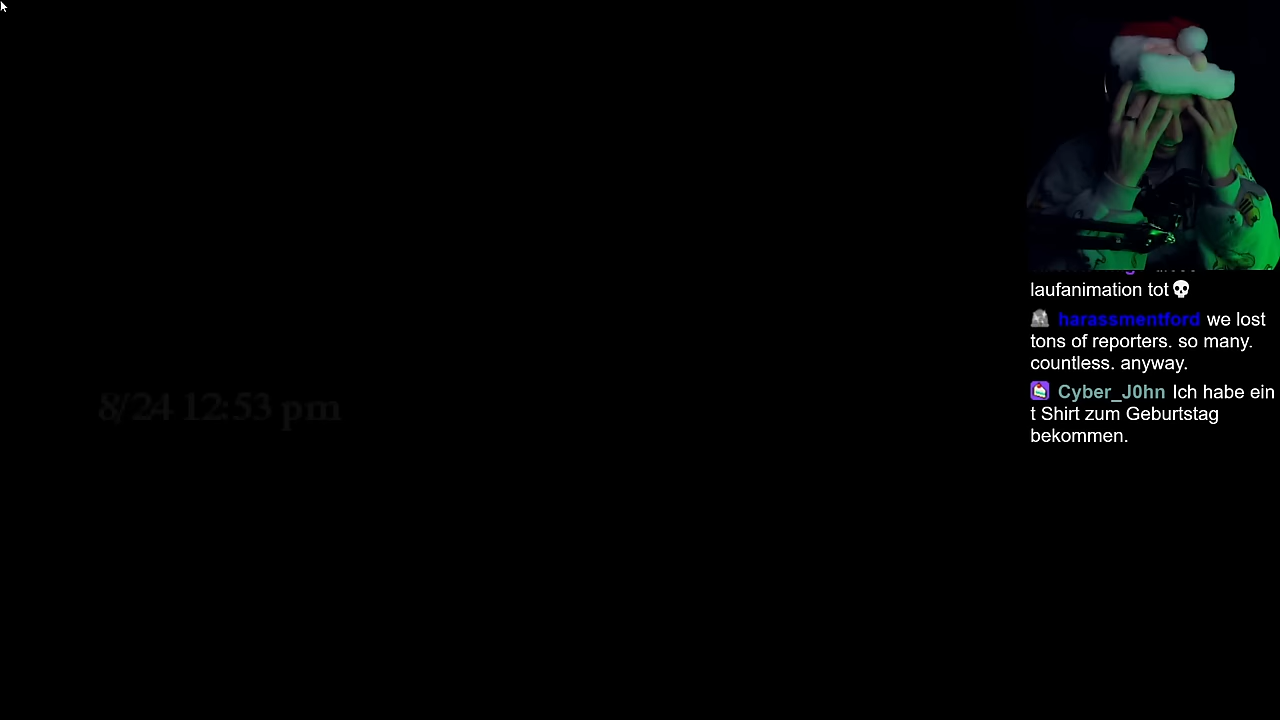 8/24 12:53 pm
laufanimation tot💀
harassmentford we lost
tons of reporters. so many.
countless. anyway.
Cyber_J0hn Ich habe ein
t Shirt zum Geburtstag
bekommen.